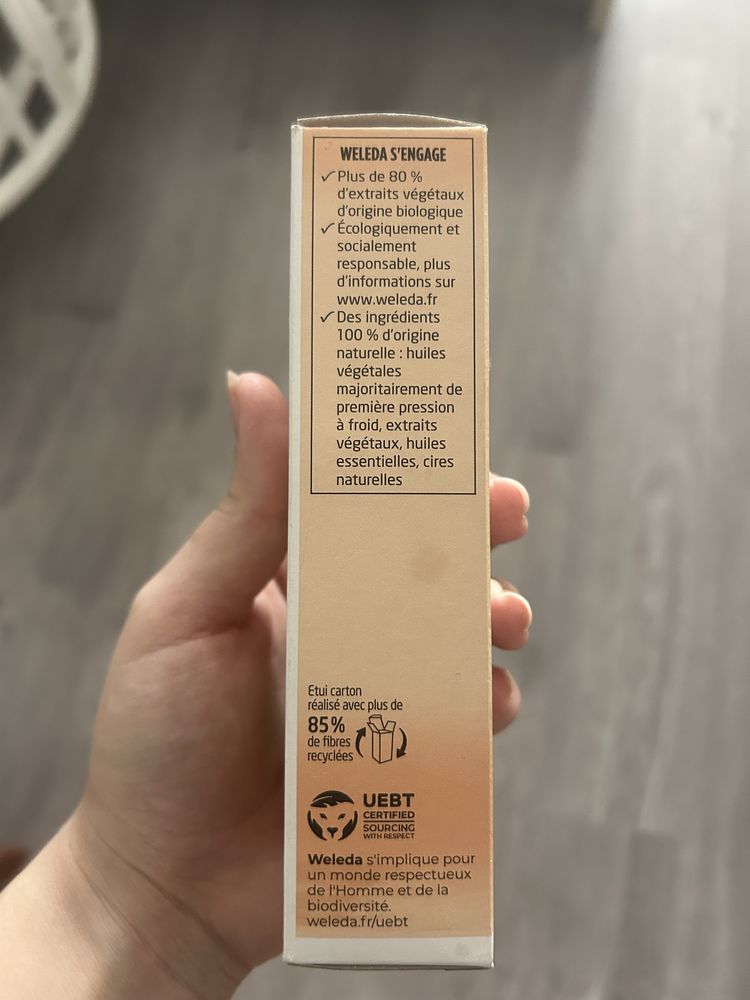 WELEDA S'ENGAGE
✓ Plus de 80 %
d'extraits végétaux
d'origine biologique
✓ Écologiquement et
socialement
responsable, plus
d'informations sur
www.weleda.fr
✓ Des ingrédients
100 % d'origine
naturelle : huiles
végétales
majoritairement de
première pression
à froid, extraits
végétaux, huiles
essentielles, cires
naturelles
Etui carton
réalisé avec plus de
85%
de fibres
recyclées
UEBT
CERTIFIED
SOURCING
WITH RESPECT
Weleda s'implique pour
un monde respectueux
de l'Homme et de la
biodiversité.
weleda.fr/uebt